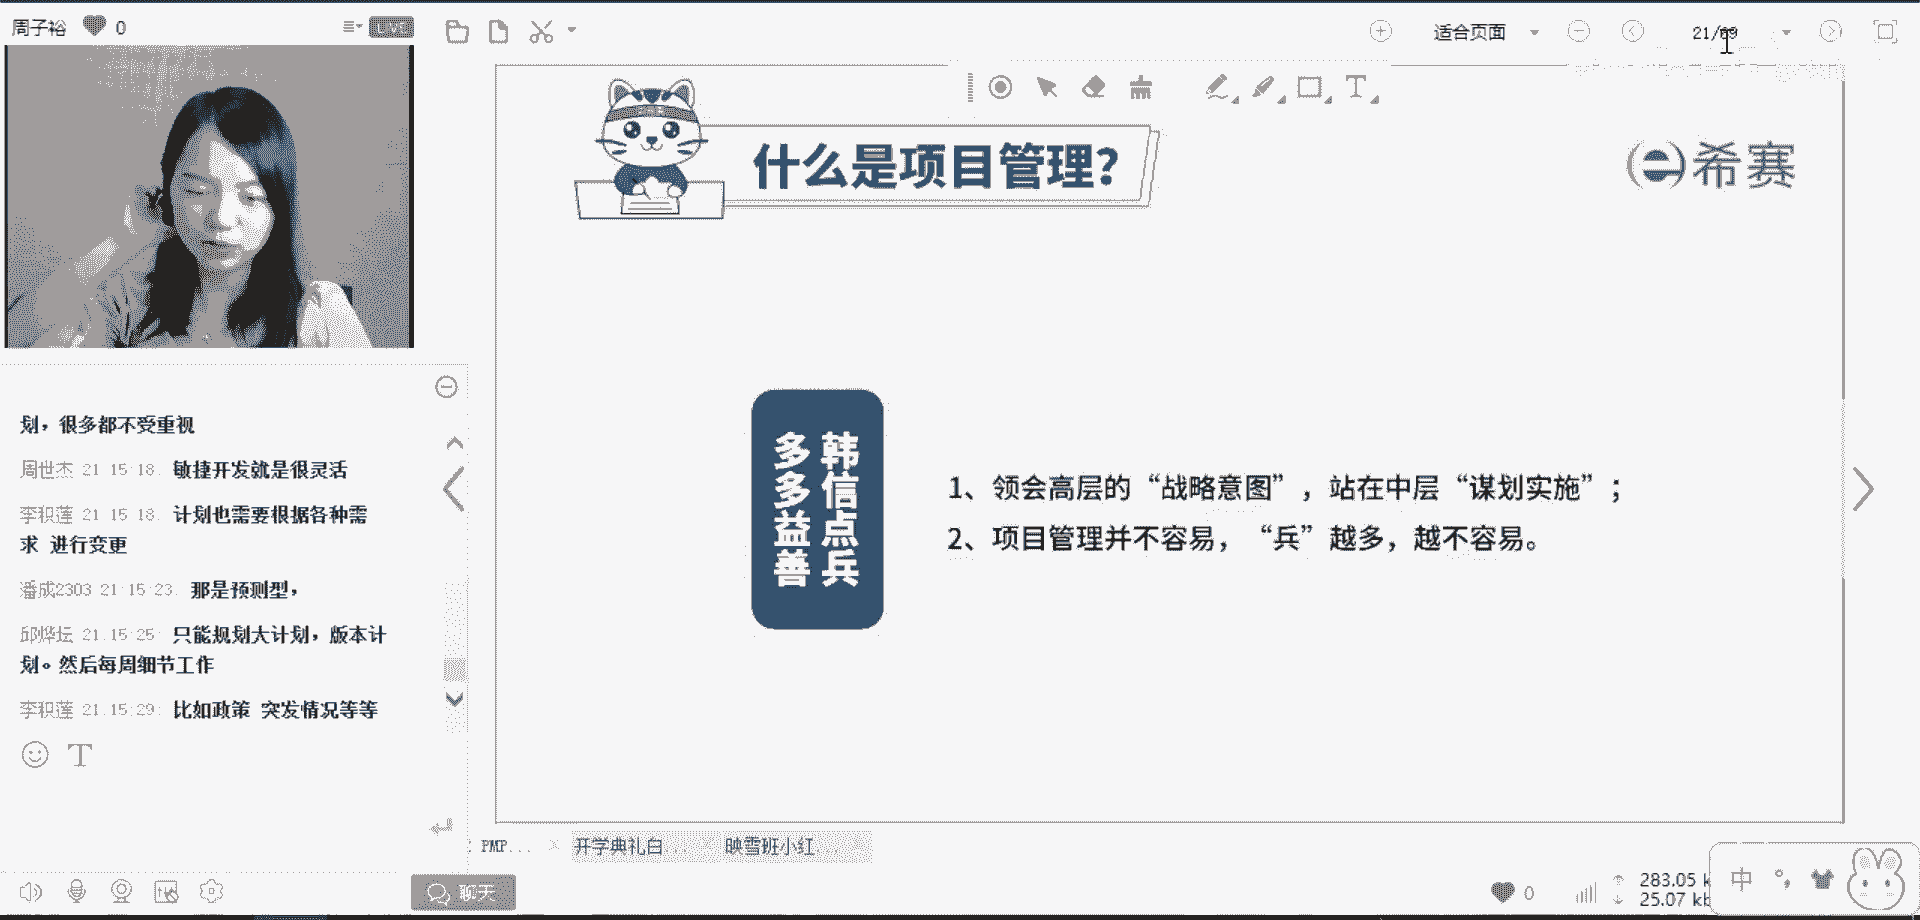 周子裕 0 LIVE
适合页面 21/69
什么是项目管理?
希赛
韩信点兵
多多益善
1、领会高层的“战略意图”，站在中层“谋划实施”；
2、项目管理并不容易，“兵”越多，越不容易。
划，很多都不受重视
周世杰 21:15:18: 敏捷开发就是很灵活
李积莲 21:15:18: 计划也需要根据各种需
求 进行变更
潘成2303 21:15:23: 那是预测型，
邱烨坛 21:15:25: 只能规划大计划，版本计
划。然后每周细节工作
李积莲 21:15:29: 比如政策 突发情况等等
T
PMP... 开学典礼白... 映雪班小红
聊天
0
283.05 k
25.07 kb
中